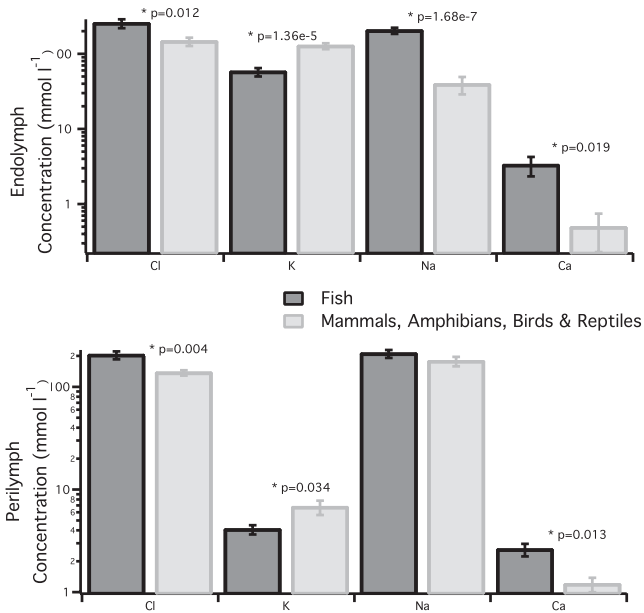 * p=0.012
* p=1.36e-5
* p=1.68e-7
* p=0.019
Endolymph
Concentration (mmol l-1)
00
10
1
Cl K Na Ca
Fish
Mammals, Amphibians, Birds & Reptiles
* p=0.004
* p=0.034
* p=0.013
Perilymph
Concentration (mmol l-1)
2
100
8
6
4
2
10
8
6
4
2
1
Cl K Na Ca